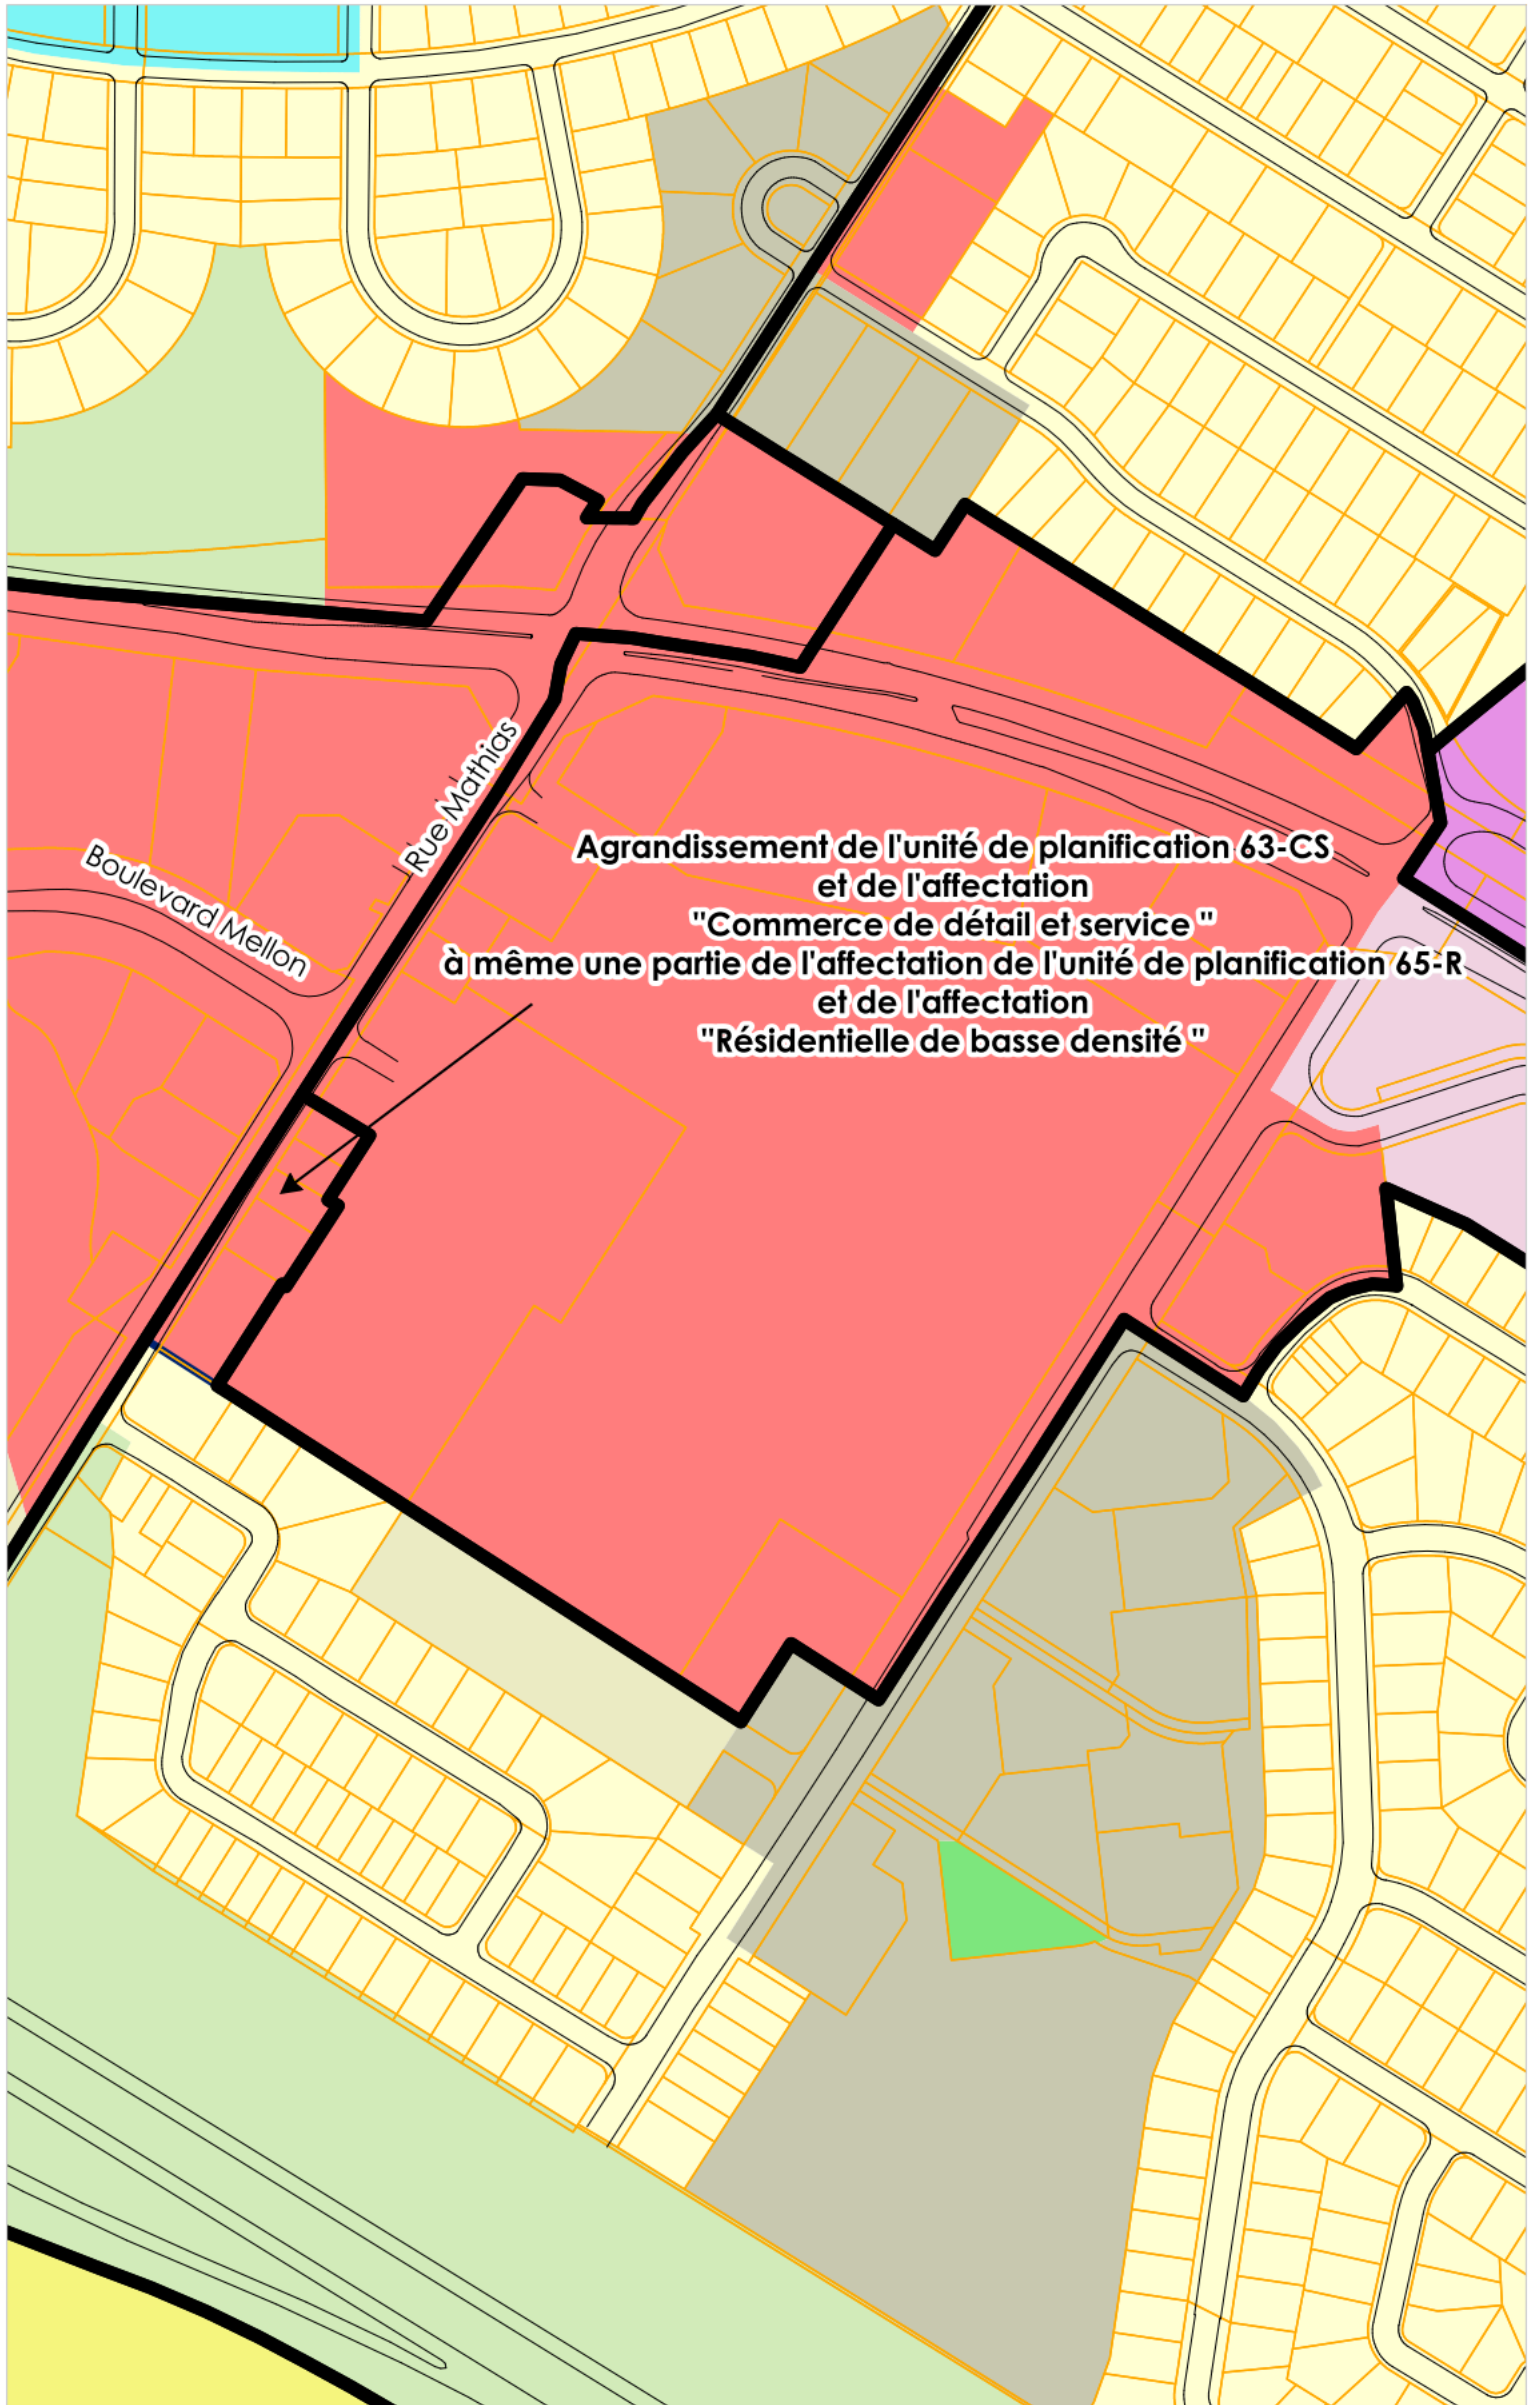 Rue Mathias
Boulevard Mellon
Agrandissement de l'unité de planification 63-CS
et de l'affectation
"Commerce de détail et service "
à même une partie de l'affectation de l'unité de planification 65-R
et de l'affectation
"Résidentielle de basse densité "